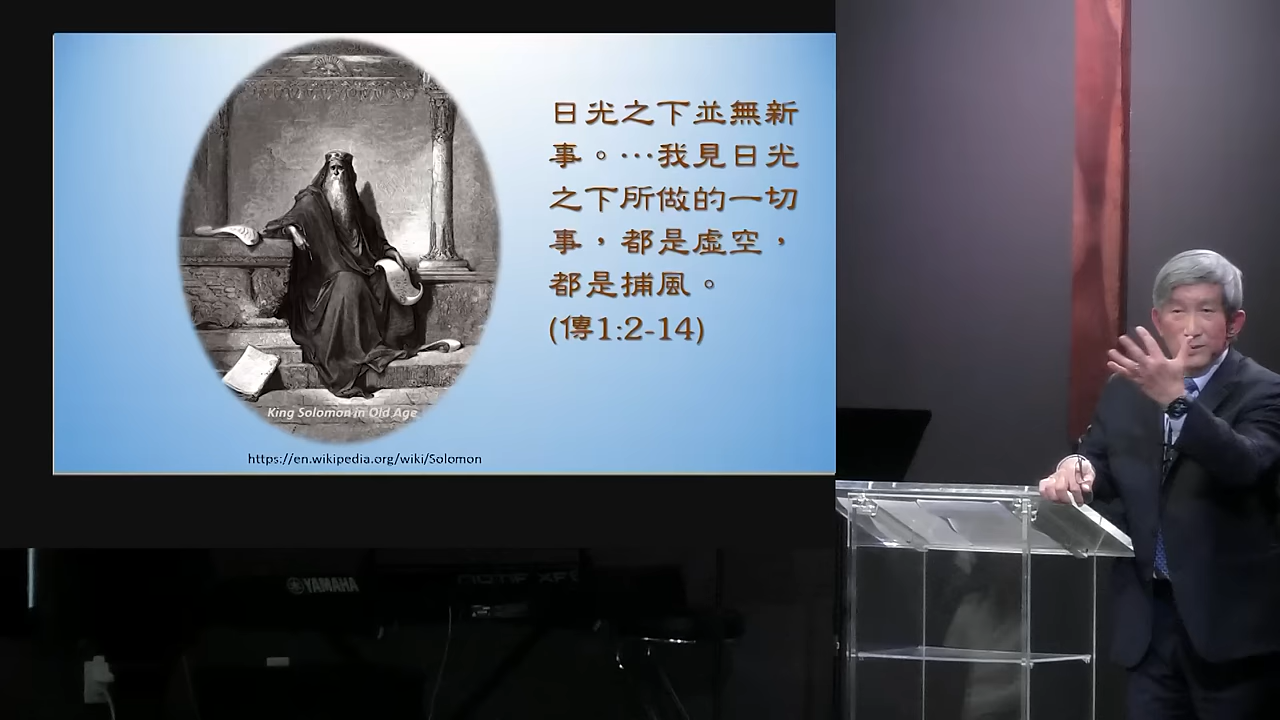 日光之下並無新
事。…我見日光
之下所做的一切
事，都是虛空，
都是捕風。
(傳1:2-14)
King Solomon in Old Age
https://en.wikipedia.org/wiki/Solomon
YAMAHA
MOTIF XF